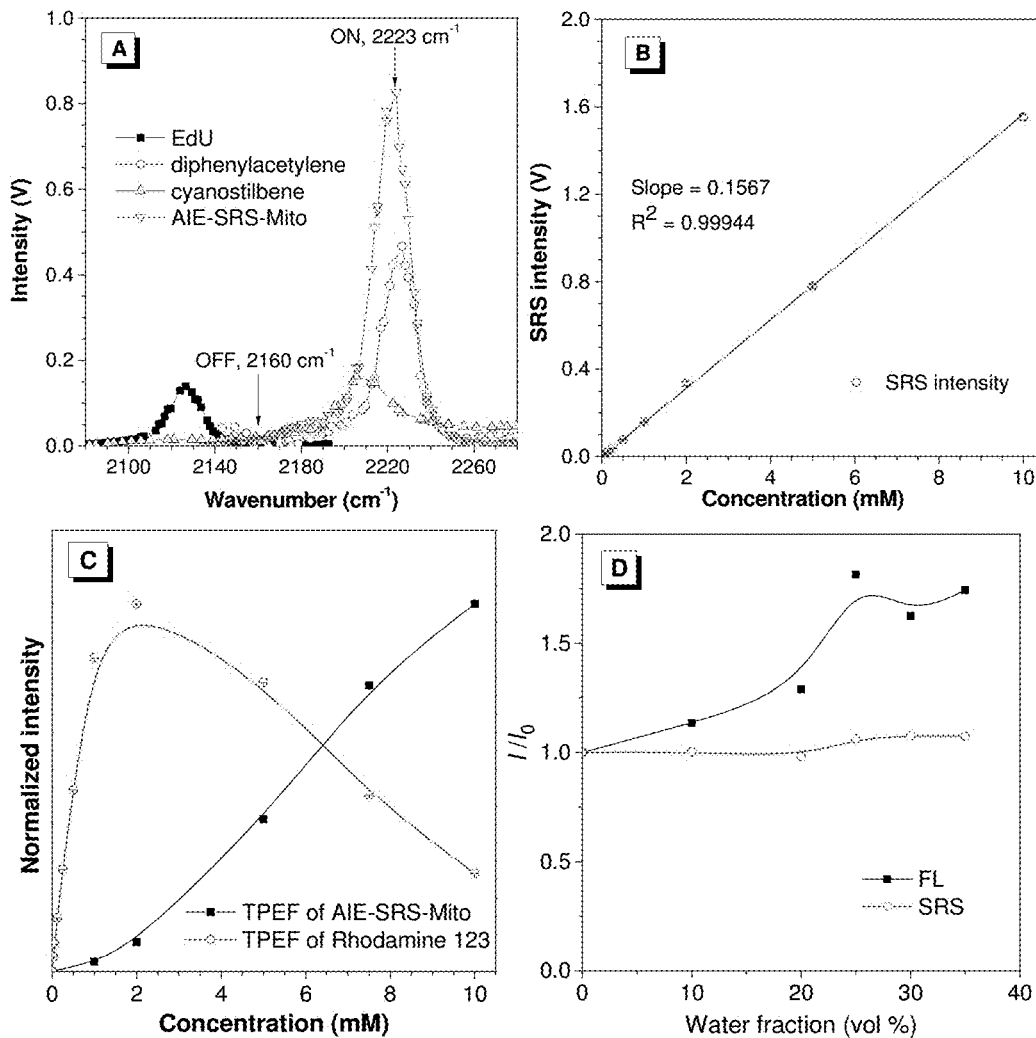 A
ON, 2223 cm-1
EdU
diphenylacetylene
cyanostilbene
AIE-SRS-Mito
OFF, 2160 cm-1
Intensity (V)
1.0
0.8
0.6
0.4
0.2
0.0
2100 2140 2180 2220 2260
Wavenumber (cm-1)
B
Slope = 0.1567
R2 = 0.99944
SRS intensity
SRS intensity (V)
2.0
1.6
1.2
0.8
0.4
0.0
0 2 4 6 8 10
Concentration (mM)
C
Normalized intensity
TPEF of AIE-SRS-Mito
TPEF of Rhodamine 123
0 2 4 6 8 10
Concentration (mM)
D
I/I0
2.0
1.5
1.0
0.5
0.0
FL
SRS
0 10 20 30 40
Water fraction (vol %)